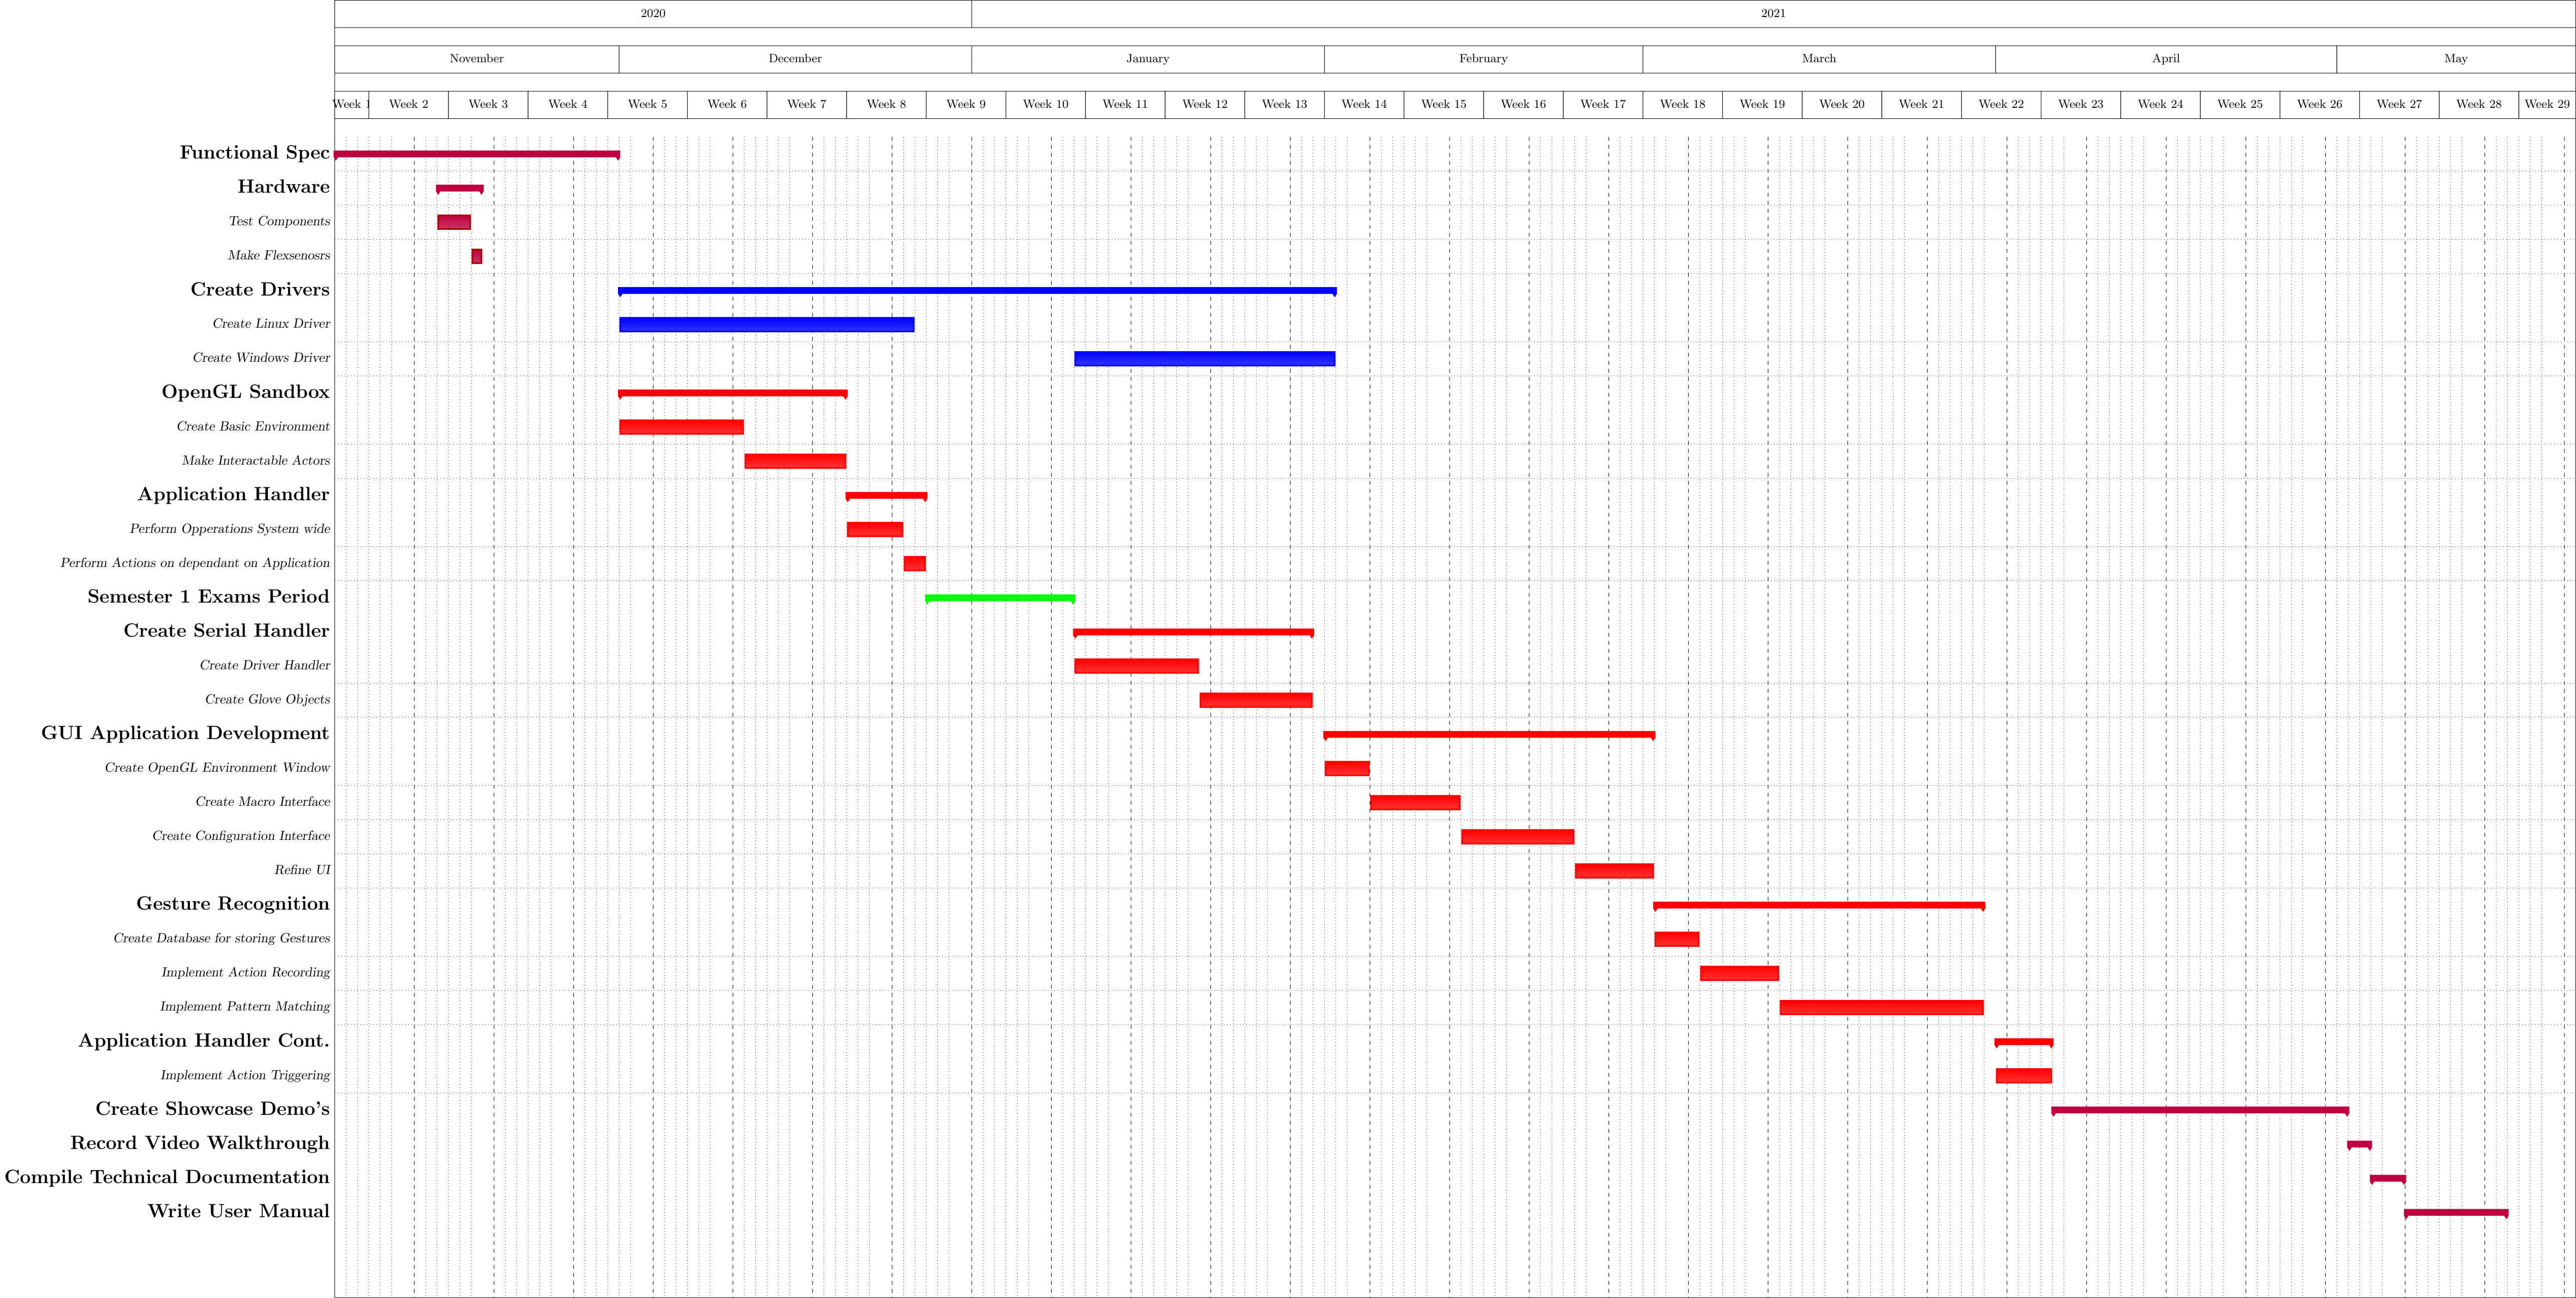 2020 2021
November December January February March April May
Week 1 Week 2 Week 3 Week 4 Week 5 Week 6 Week 7 Week 8 Week 9 Week 10 Week 11 Week 12 Week 13 Week 14 Week 15 Week 16 Week 17 Week 18 Week 19 Week 20 Week 21 Week 22 Week 23 Week 24 Week 25 Week 26 Week 27 Week 28 Week 29
Functional Spec
Hardware
Test Components
Make Flexsenosrs
Create Drivers
Create Linux Driver
Create Windows Driver
OpenGL Sandbox
Create Basic Environment
Make Interactable Actors
Application Handler
Perform Opperations System wide
Perform Actions on dependant on Application
Semester 1 Exams Period
Create Serial Handler
Create Driver Handler
Create Glove Objects
GUI Application Development
Create OpenGL Environment Window
Create Macro Interface
Create Configuration Interface
Refine UI
Gesture Recognition
Create Database for storing Gestures
Implement Action Recording
Implement Pattern Matching
Application Handler Cont.
Implement Action Triggering
Create Showcase Demo's
Record Video Walkthrough
Compile Technical Documentation
Write User Manual